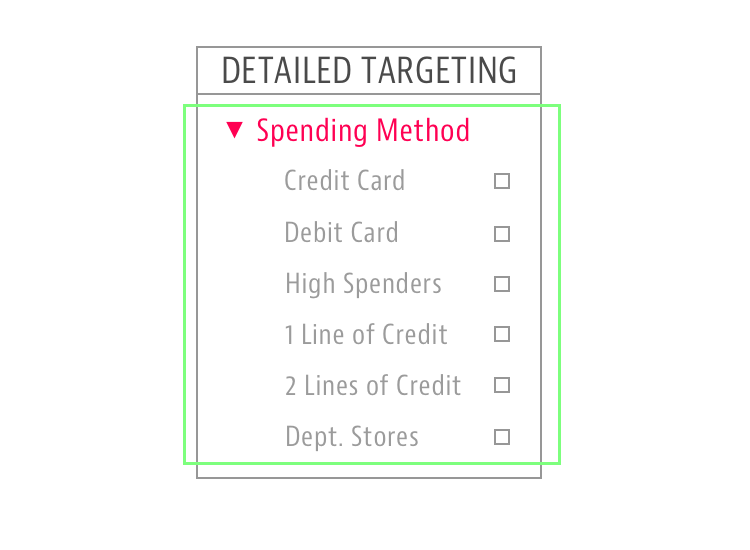 DETAILED TARGETING
Spending Method
Credit Card
Debit Card
High Spenders
1 Line of Credit
2 Lines of Credit
Dept. Stores